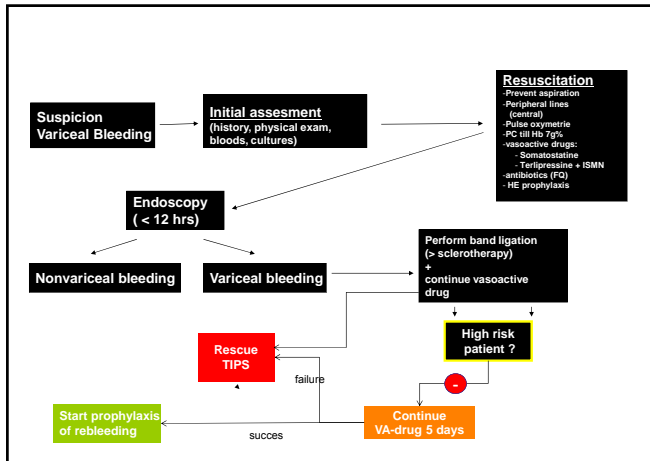 Suspicion
Variceal Bleeding
Initial assesment
(history, physical exam,
bloods, cultures)
Resuscitation
-Prevent aspiration
-Peripheral lines
(central)
-Pulse oxymetrie
-PC till Hb 7g%
-vasoactive drugs:
- Somatostatine
- Terlipressine + ISMN
-antibiotics (FQ)
- HE prophylaxis
Endoscopy
( < 12 hrs)
Nonvariceal bleeding
Variceal bleeding
Perform band ligation
(> sclerotherapy)
+
continue vasoactive
drug
High risk
patient ?
Rescue
TIPS
failure
-
Start prophylaxis
of rebleeding
succes
Continue
VA-drug 5 days